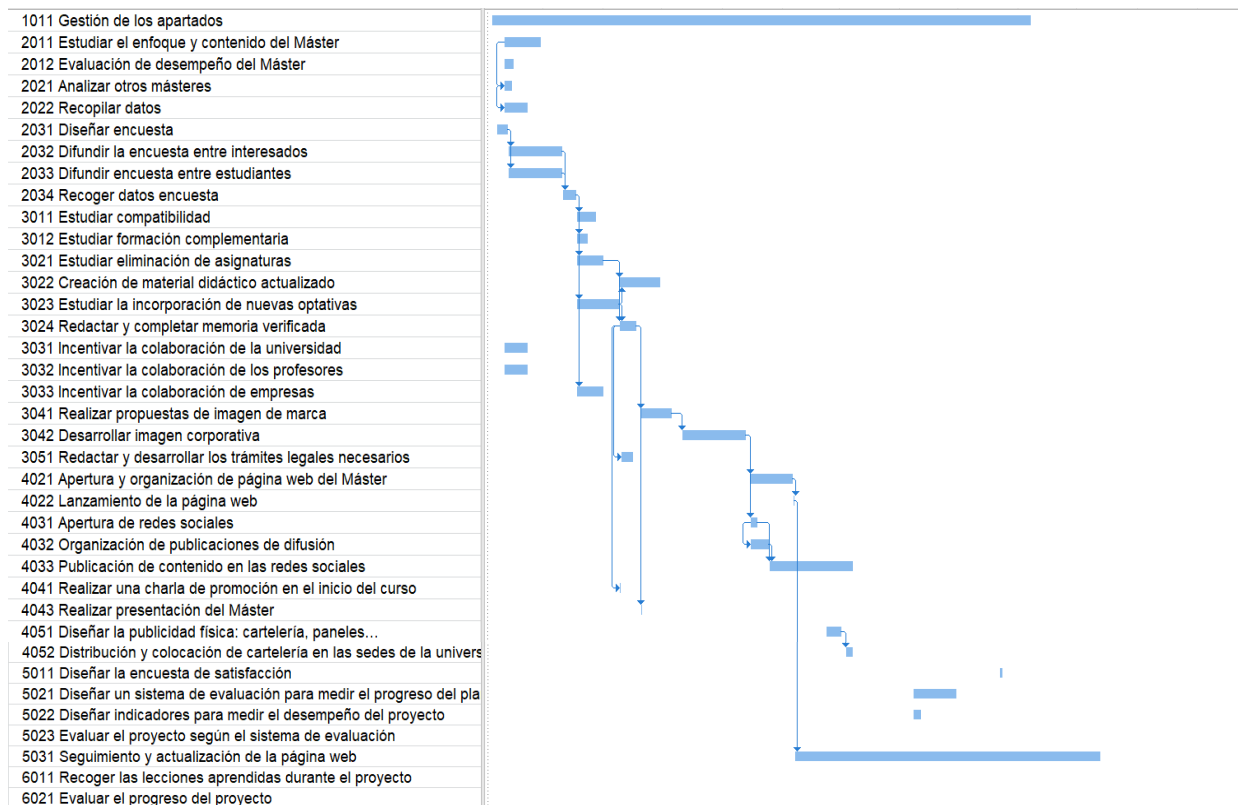 1011 Gestión de los apartados
2011 Estudiar el enfoque y contenido del Máster
2012 Evaluación de desempeño del Máster
2021 Analizar otros másteres
2022 Recopilar datos
2031 Diseñar encuesta
2032 Difundir la encuesta entre interesados
2033 Difundir encuesta entre estudiantes
2034 Recoger datos encuesta
3011 Estudiar compatibilidad
3012 Estudiar formación complementaria
3021 Estudiar eliminación de asignaturas
3022 Creación de material didáctico actualizado
3023 Estudiar la incorporación de nuevas optativas
3024 Redactar y completar memoria verificada
3031 Incentivar la colaboración de la universidad
3032 Incentivar la colaboración de los profesores
3033 Incentivar la colaboración de empresas
3041 Realizar propuestas de imagen de marca
3042 Desarrollar imagen corporativa
3051 Redactar y desarrollar los trámites legales necesarios
4021 Apertura y organización de página web del Máster
4022 Lanzamiento de la página web
4031 Apertura de redes sociales
4032 Organización de publicaciones de difusión
4033 Publicación de contenido en las redes sociales
4041 Realizar una charla de promoción en el inicio del curso
4043 Realizar presentación del Máster
4051 Diseñar la publicidad física: cartelería, paneles…
4052 Distribución y colocación de cartelería en las sedes de la univers
5011 Diseñar la encuesta de satisfacción
5021 Diseñar un sistema de evaluación para medir el progreso del pla
5022 Diseñar indicadores para medir el desempeño del proyecto
5023 Evaluar el proyecto según el sistema de evaluación
5031 Seguimiento y actualización de la página web
6011 Recoger las lecciones aprendidas durante el proyecto
6021 Evaluar el progreso del proyecto